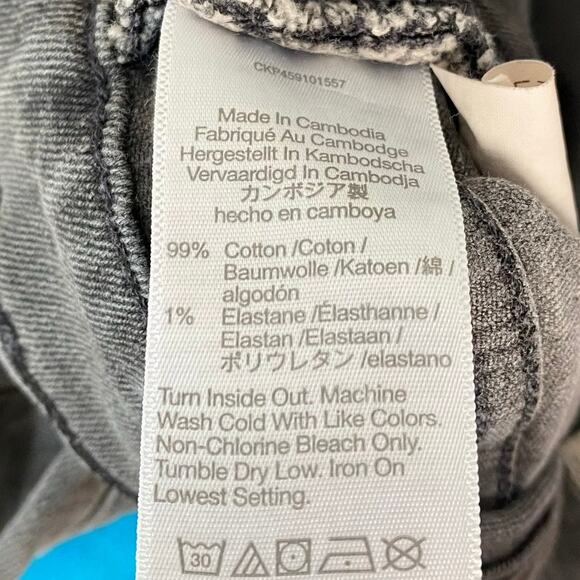 CKP459101557
Made In Cambodia
Fabriqué Au Cambodge
Hergestellt In Kambodscha
Vervaardigd In Cambodja
カンボジア製
hecho en camboya
99% Cotton /Coton /
Baumwolle /Katoen /綿 /
algodón
1% Elastane /Élasthanne /
Elastan /Elastaan /
ポリウレタン /elastano
Turn Inside Out. Machine
Wash Cold With Like Colors.
Non-Chlorine Bleach Only.
Tumble Dry Low. Iron On
Lowest Setting.
30